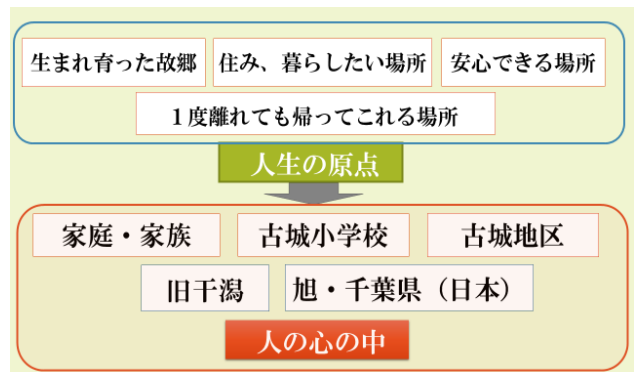 生まれ育った故郷 住み、暮らしたい場所 安心できる場所
１度離れても帰ってこれる場所
人生の原点
家庭・家族 古城小学校 古城地区
旧干潟 旭・千葉県（日本）
人の心の中